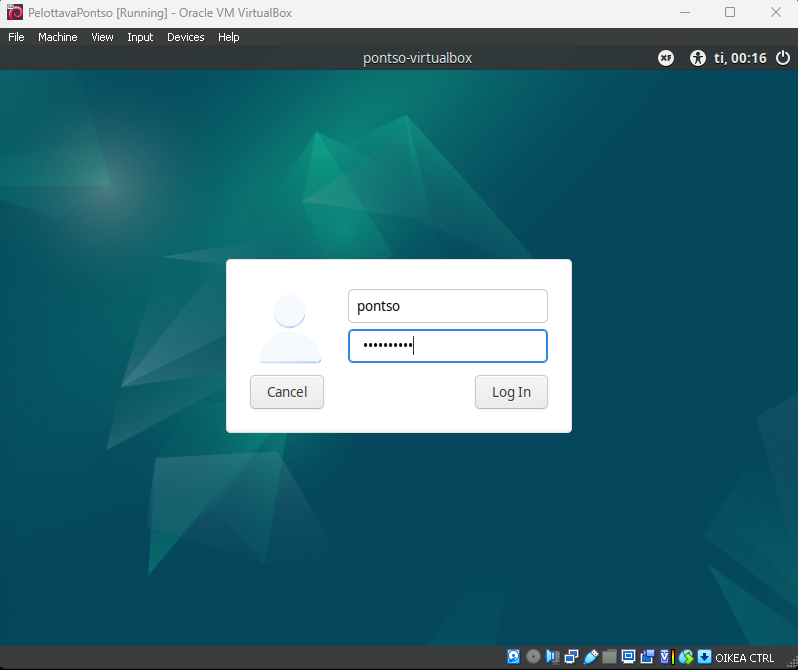 PelottavaPontso [Running] - Oracle VM VirtualBox
File Machine View Input Devices Help
pontso-virtualbox ti, 00:16
pontso
••••••••••
Cancel Log In
OIKEA CTRL